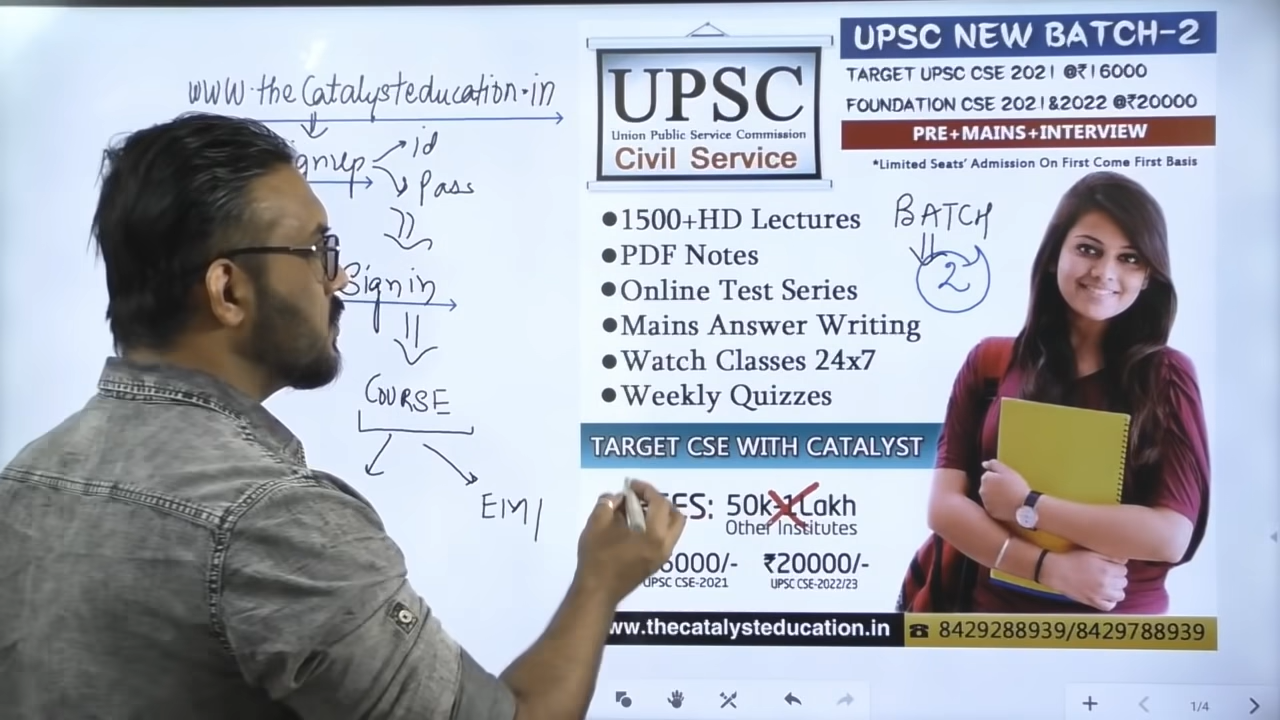 www.theCatalysteducation.in
id
Pass
Sign in
COURSE
EMI
UPSC
Union Public Service Commission
Civil Service
UPSC NEW BATCH-2
TARGET UPSC CSE 2021 @₹16000
FOUNDATION CSE 2021&2022 @₹20000
PRE+MAINS+INTERVIEW
*Limited Seats' Admission On First Come First Basis
●1500+HD Lectures
●PDF Notes
●Online Test Series
●Mains Answer Writing
●Watch Classes 24x7
●Weekly Quizzes
BATCH
2
TARGET CSE WITH CATALYST
50k-1Lakh
Other Institutes
₹20000/-
UPSC CSE-2021
UPSC CSE-2022/23
www.thecatalysteducation.in
8429288939/8429788939
1/4